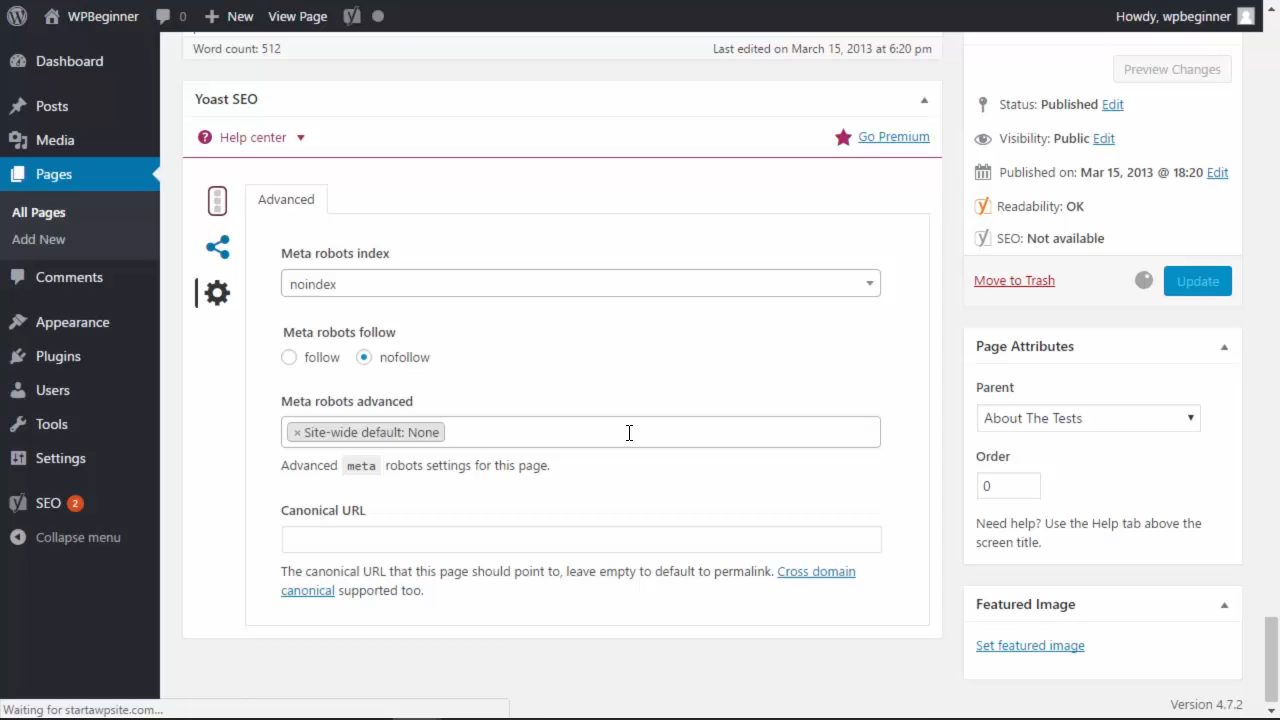 WPBeginner 0 New View Page Howdy, wpbeginner
Dashboard
Posts
Media
Pages
All Pages
Add New
Comments
Appearance
Plugins
Users
Tools
Settings
SEO 2
Collapse menu
Word count: 512 Last edited on March 15, 2013 at 6:20 pm
Yoast SEO
Help center Go Premium
Advanced
Meta robots index
noindex
Meta robots follow
follow nofollow
Meta robots advanced
× Site-wide default: None
Advanced meta robots settings for this page.
Canonical URL
The canonical URL that this page should point to, leave empty to default to permalink. Cross domain
canonical supported too.
Preview Changes
Status: Published Edit
Visibility: Public Edit
Published on: Mar 15, 2013 @ 18:20 Edit
Readability: OK
SEO: Not available
Move to Trash Update
Page Attributes
Parent
About The Tests
Order
0
Need help? Use the Help tab above the
screen title.
Featured Image
Set featured image
Version 4.7.2
Waiting for startawpsite.com...